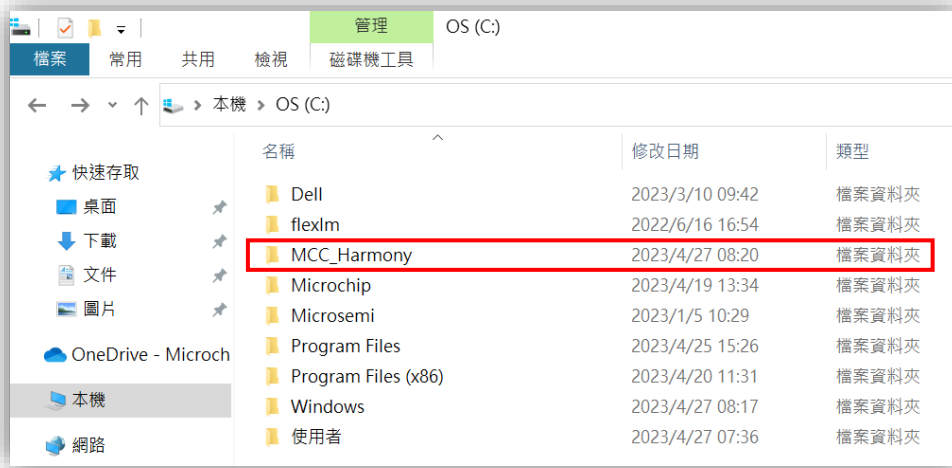 管理 OS (C:)
檔案 常用 共用 檢視 磁碟機工具
本機 OS (C:)
名稱 修改日期 類型
快速存取
桌面
下載
文件
圖片
OneDrive - Microch
本機
網路
Dell 2023/3/10 09:42 檔案資料夾
flexlm 2022/6/16 16:54 檔案資料夾
MCC_Harmony 2023/4/27 08:20 檔案資料夾
Microchip 2023/4/19 13:34 檔案資料夾
Microsemi 2023/1/5 10:29 檔案資料夾
Program Files 2023/4/25 15:26 檔案資料夾
Program Files (x86) 2023/4/20 11:31 檔案資料夾
Windows 2023/4/27 08:17 檔案資料夾
使用者 2023/4/27 07:36 檔案資料夾